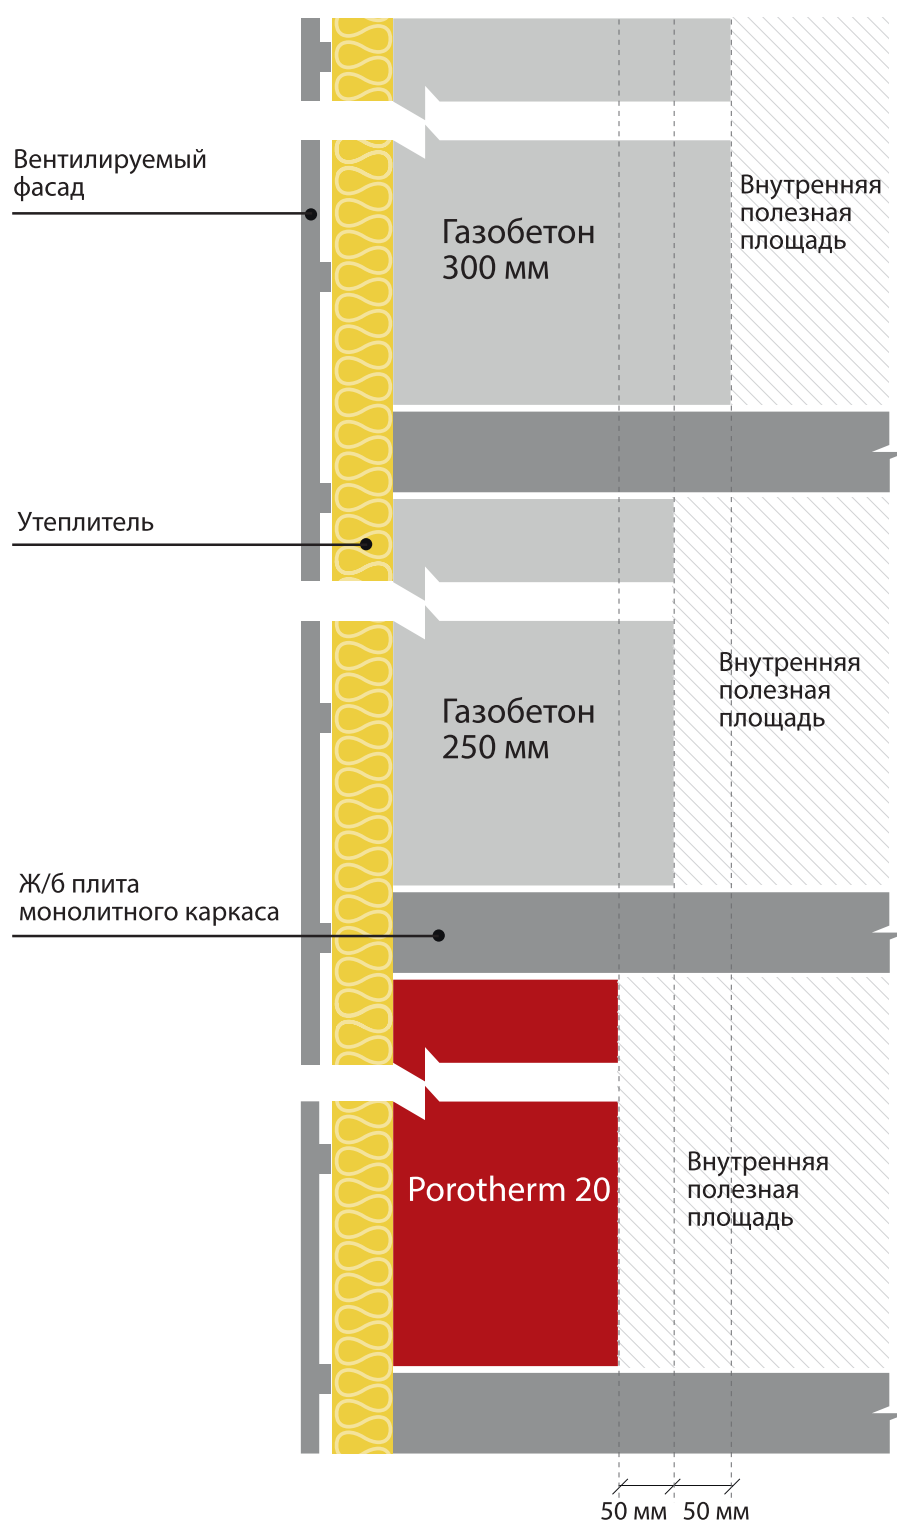 Вентилируемый
фасад
Газобетон
300 мм
Внутренняя
полезная
площадь
Утеплитель
Газобетон
250 мм
Внутренняя
полезная
площадь
Ж/б плита
монолитного каркаса
Porotherm 20
Внутренняя
полезная
площадь
50 мм 50 мм